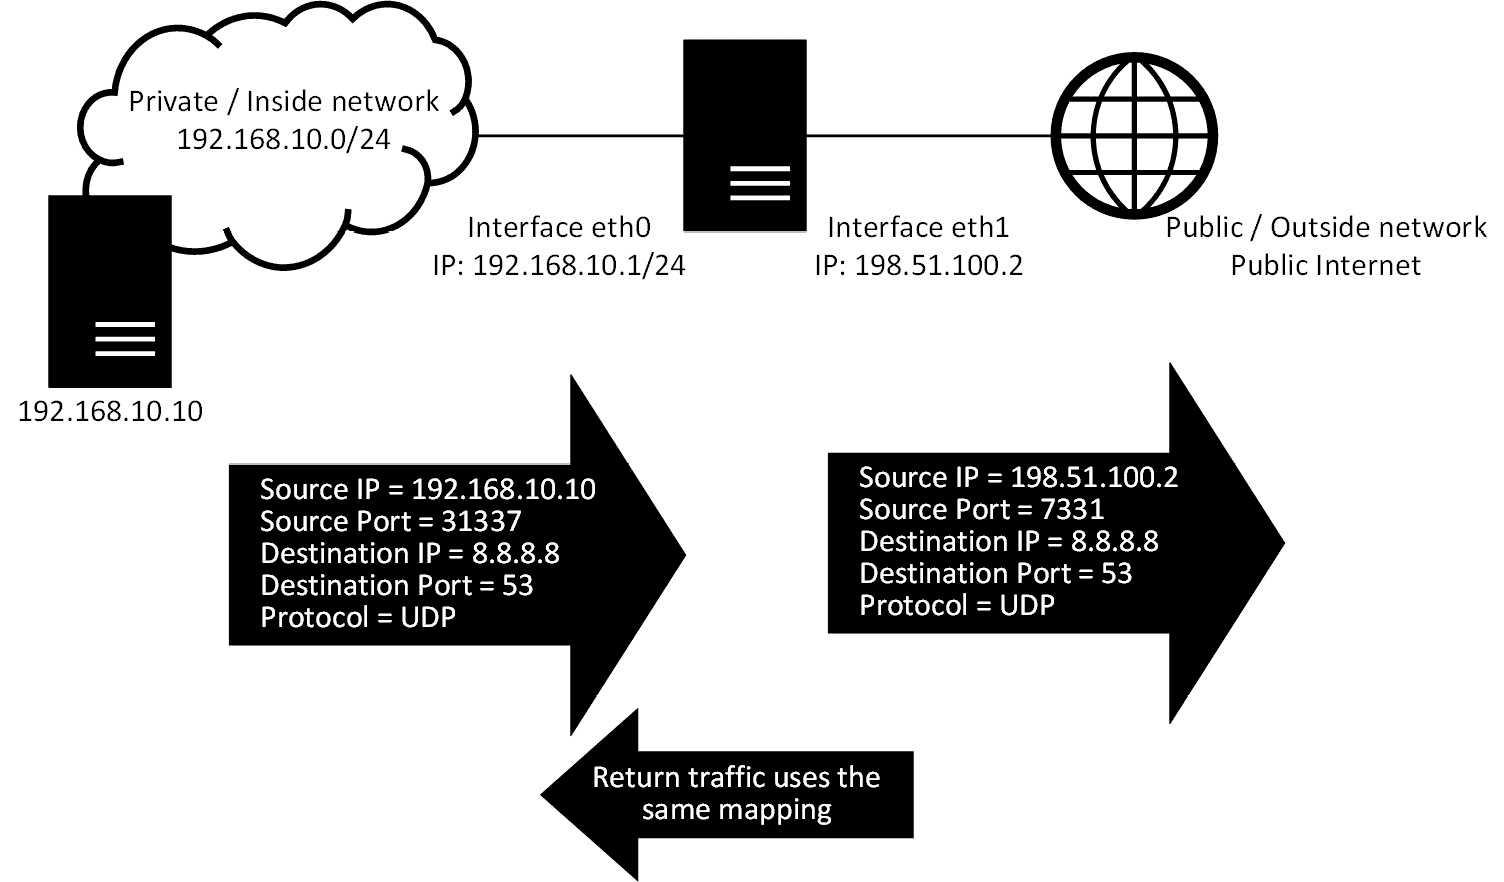 Private / Inside network
192.168.10.0/24
Interface eth0
IP: 192.168.10.1/24
Interface eth1
IP: 198.51.100.2
Public / Outside network
Public Internet
192.168.10.10
Source IP = 192.168.10.10
Source Port = 31337
Destination IP = 8.8.8.8
Destination Port = 53
Protocol = UDP
Source IP = 198.51.100.2
Source Port = 7331
Destination IP = 8.8.8.8
Destination Port = 53
Protocol = UDP
Return traffic uses the
same mapping